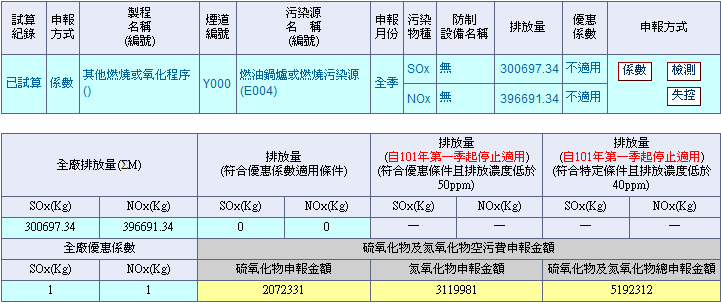 試算紀錄 申報方式 製程名稱(編號) 煙道編號 污染源名 稱(編號) 申報月份 污染物種 防制設備名稱 排放量 優惠係數 申報方式
已試算 係數 其他燃燒或氧化程序() Y000 燃油鍋爐或燃燒污染源(E004) 全季 SOx 無 300697.34 不適用 係數 檢測
NOx 無 396691.34 不適用 失控
全廠排放量(ΣM) 排放量
(符合優惠係數適用條件) 排放量
(自101年第一季起停止適用)
(符合優惠條件且排放濃度低於
50ppm) 排放量
(自101年第一季起停止適用)
(符合特定條件且排放濃度低於
40ppm)
SOx(Kg) NOx(Kg) SOx(Kg) NOx(Kg) SOx(Kg) NOx(Kg) SOx(Kg) NOx(Kg)
300697.34 396691.34 0 0 — — — —
全廠優惠係數 硫氧化物及氮氧化物空污費申報金額
SOx(Kg) NOx(Kg) 硫氧化物申報金額 氮氧化物申報金額 硫氧化物及氮氧化物總申報金額
1 1 2072331 3119981 5192312